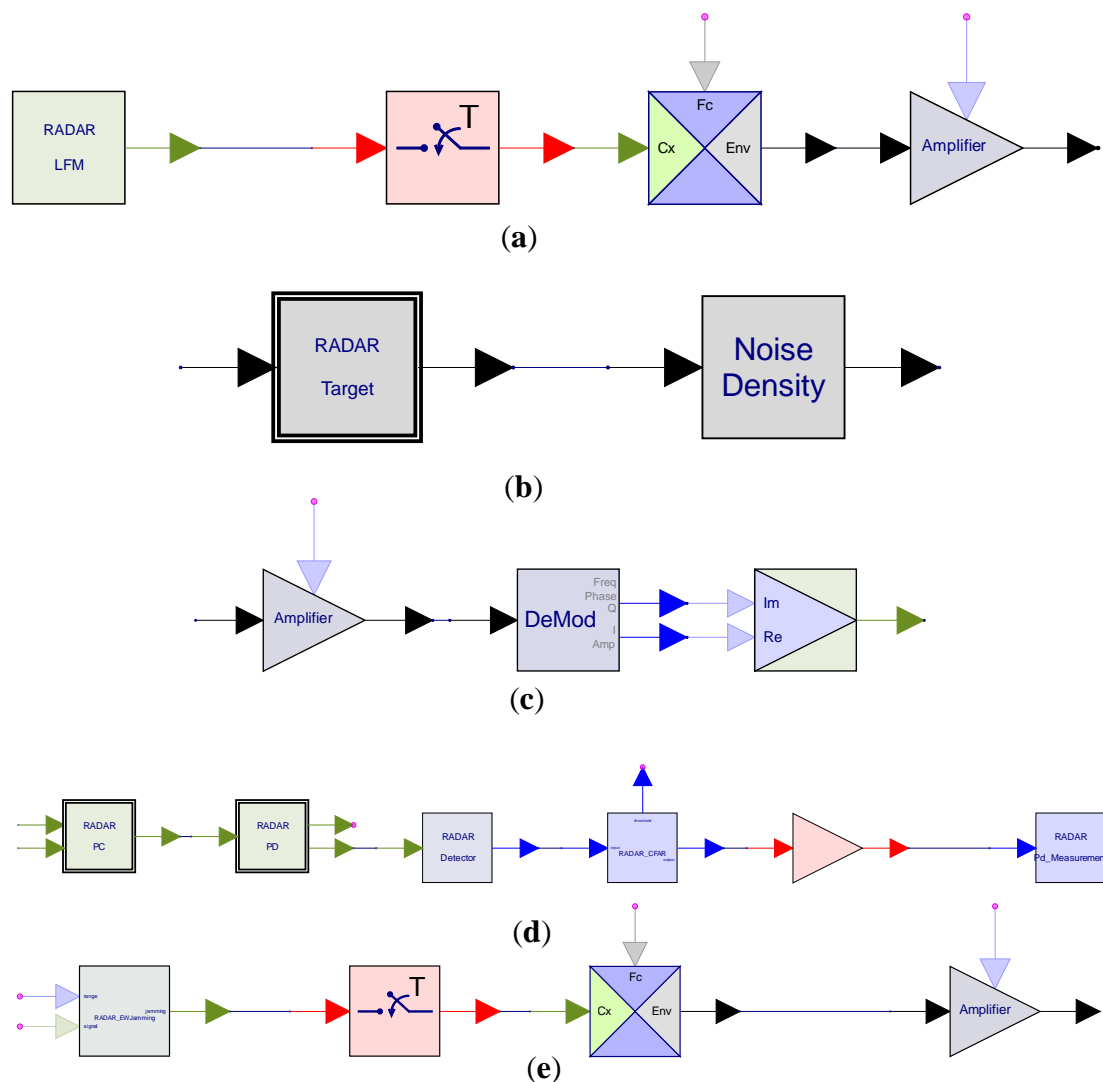 RADAR
LFM
T
Cx
Fc
Env
Amplifier
(a)
RADAR
Target
Noise
Density
(b)
Amplifier
DeMod
Freq
Phase
Q
I
Amp
Im
Re
(c)
RADAR
PC
RADAR
PD
RADAR
Detector
threshold
input
RADAR_CFAR
output
RADAR
Pd_Measurement
(d)
range
jamming
RADAR_EWJamming
signal
T
Fc
Cx
Env
Amplifier
(e)